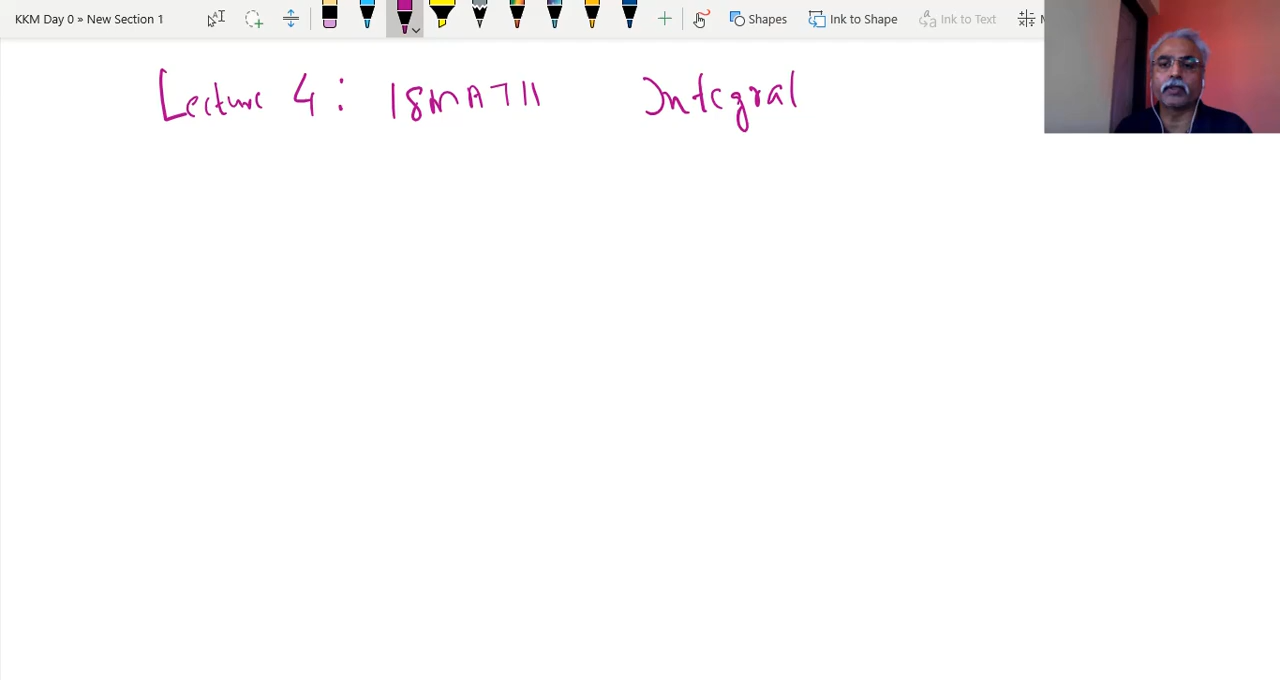 KKM Day 0 » New Section 1 Shapes Ink to Shape Ink to Text
Lecture 4 : 18MAT11 Integral